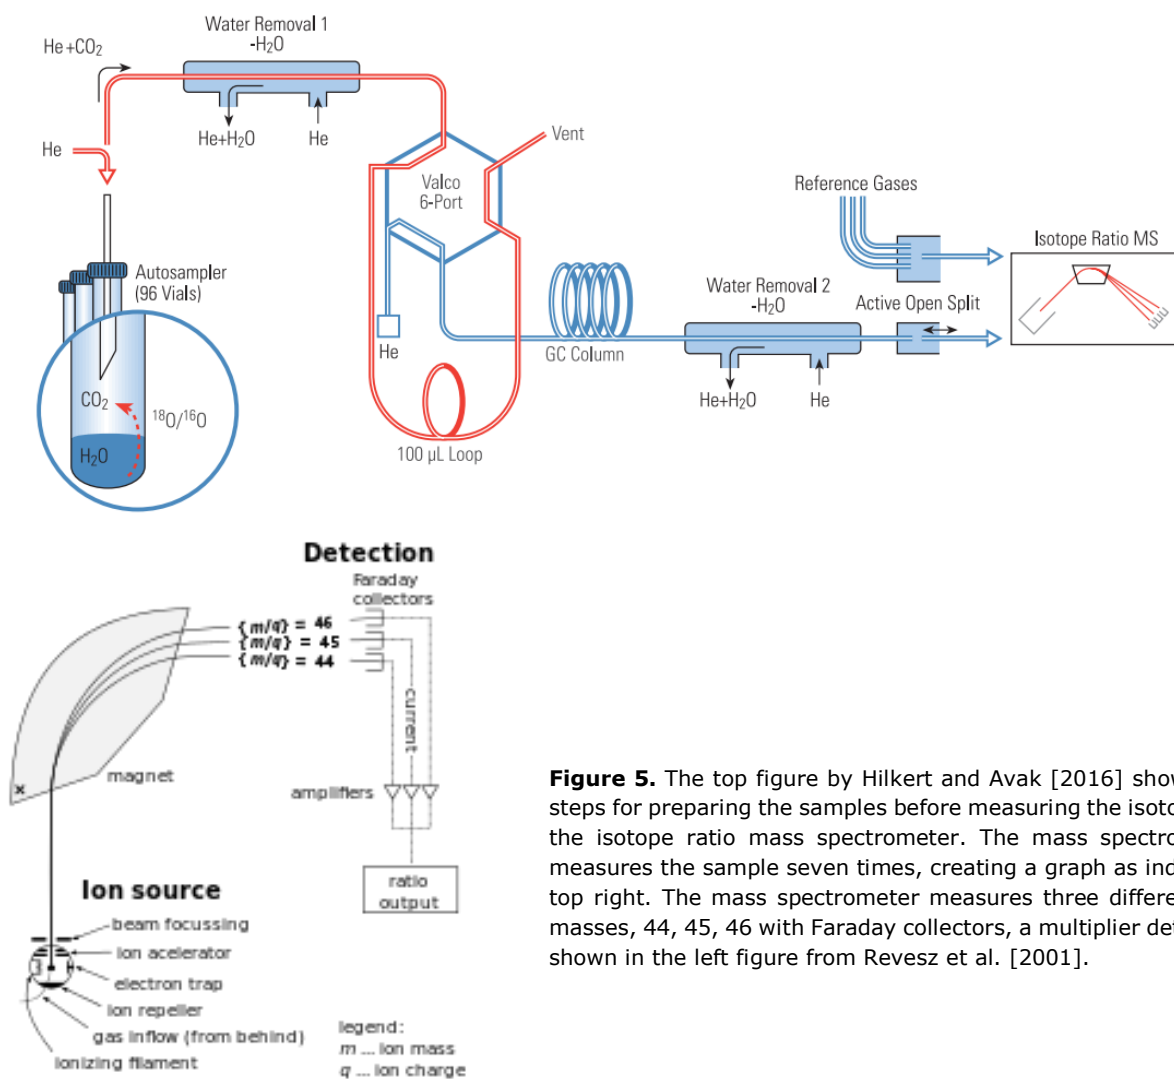 Water Removal 1
-H₂O
He+CO₂
He+H₂O
He
He
Vent
Valco
6-Port
Reference Gases
Isotope Ratio MS
Autosampler
(96 Vials)
Water Removal 2
-H₂O
Active Open Split
He
GC Column
He+H₂O
He
CO₂
¹⁸O/¹⁶O
H₂O
100 µL Loop
Detection
Faraday
collectors
{m/q} = 46
{m/q} = 45
{m/q} = 44
current
magnet
x
amplifiers
ratio
output
Ion source
beam focussing
ion acelerator
electron trap
ion repeller
gas inflow (from behind)
ionizing filament
legend:
m ... ion mass
q ... ion charge
Figure 5. The top figure by Hilkert and Avak [2016] show
steps for preparing the samples before measuring the isoto
the isotope ratio mass spectrometer. The mass spectro
measures the sample seven times, creating a graph as ind
top right. The mass spectrometer measures three differe
masses, 44, 45, 46 with Faraday collectors, a multiplier det
shown in the left figure from Revesz et al. [2001].